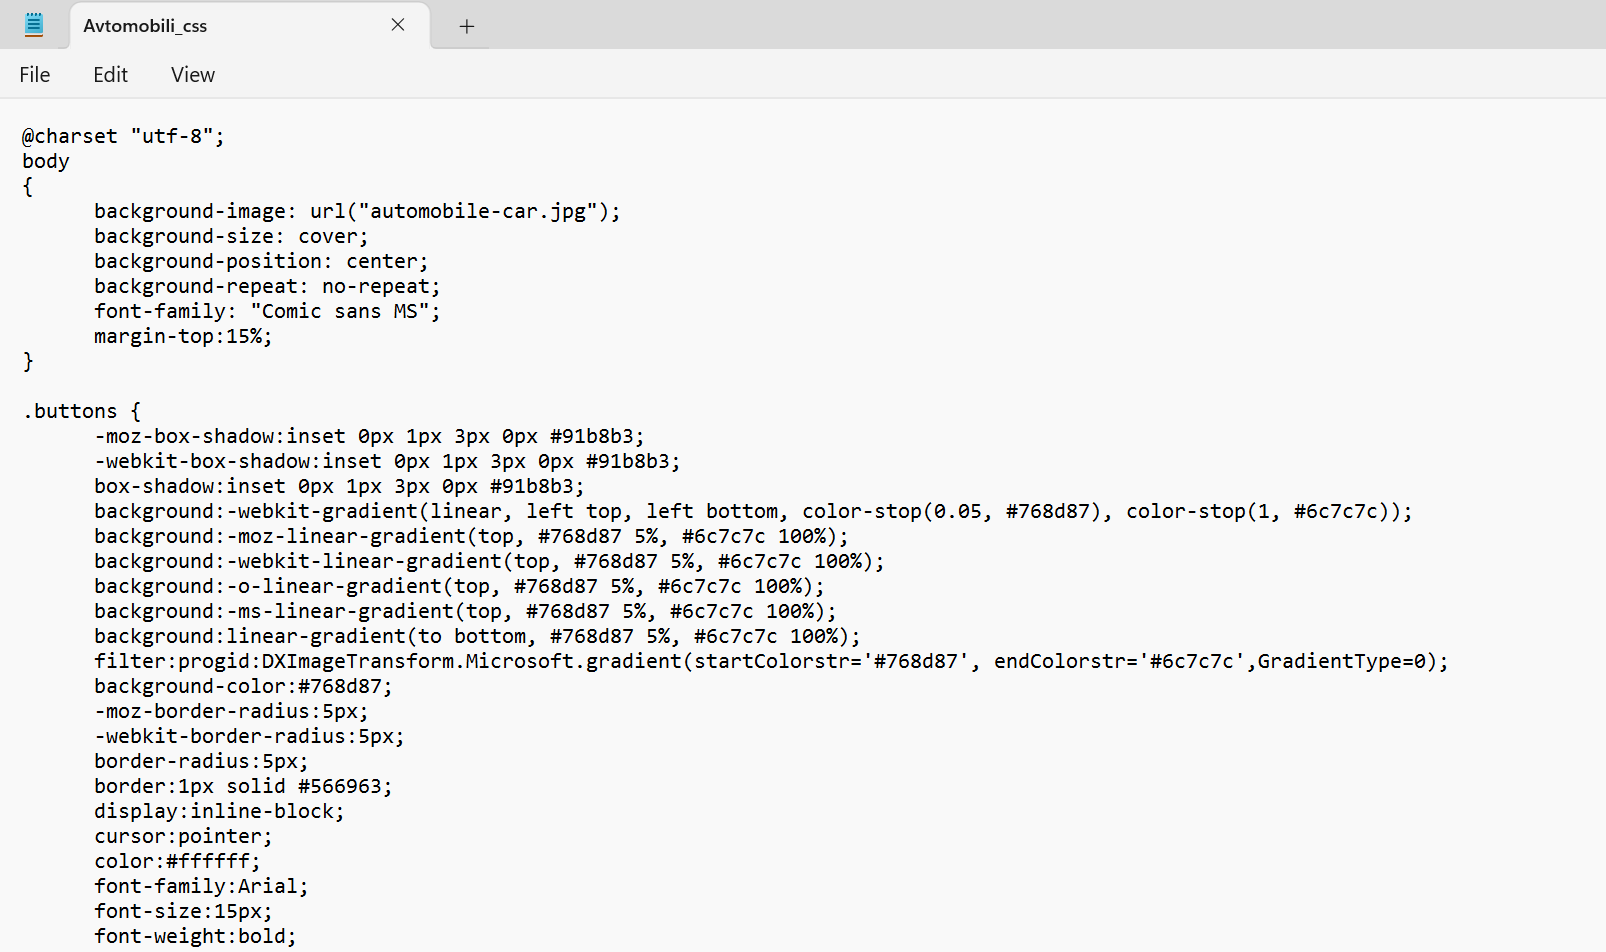 Avtomobili_css
File Edit View
@charset "utf-8";
body
{
background-image: url("automobile-car.jpg");
background-size: cover;
background-position: center;
background-repeat: no-repeat;
font-family: "Comic sans MS";
margin-top:15%;
}
.buttons {
-moz-box-shadow:inset 0px 1px 3px 0px #91b8b3;
-webkit-box-shadow:inset 0px 1px 3px 0px #91b8b3;
box-shadow:inset 0px 1px 3px 0px #91b8b3;
background:-webkit-gradient(linear, left top, left bottom, color-stop(0.05, #768d87), color-stop(1, #6c7c7c));
background:-moz-linear-gradient(top, #768d87 5%, #6c7c7c 100%);
background:-webkit-linear-gradient(top, #768d87 5%, #6c7c7c 100%);
background:-o-linear-gradient(top, #768d87 5%, #6c7c7c 100%);
background:-ms-linear-gradient(top, #768d87 5%, #6c7c7c 100%);
background:linear-gradient(to bottom, #768d87 5%, #6c7c7c 100%);
filter:progid:DXImageTransform.Microsoft.gradient(startColorstr='#768d87', endColorstr='#6c7c7c',GradientType=0);
background-color:#768d87;
-moz-border-radius:5px;
-webkit-border-radius:5px;
border-radius:5px;
border:1px solid #566963;
display:inline-block;
cursor:pointer;
color:#ffffff;
font-family:Arial;
font-size:15px;
font-weight:bold;